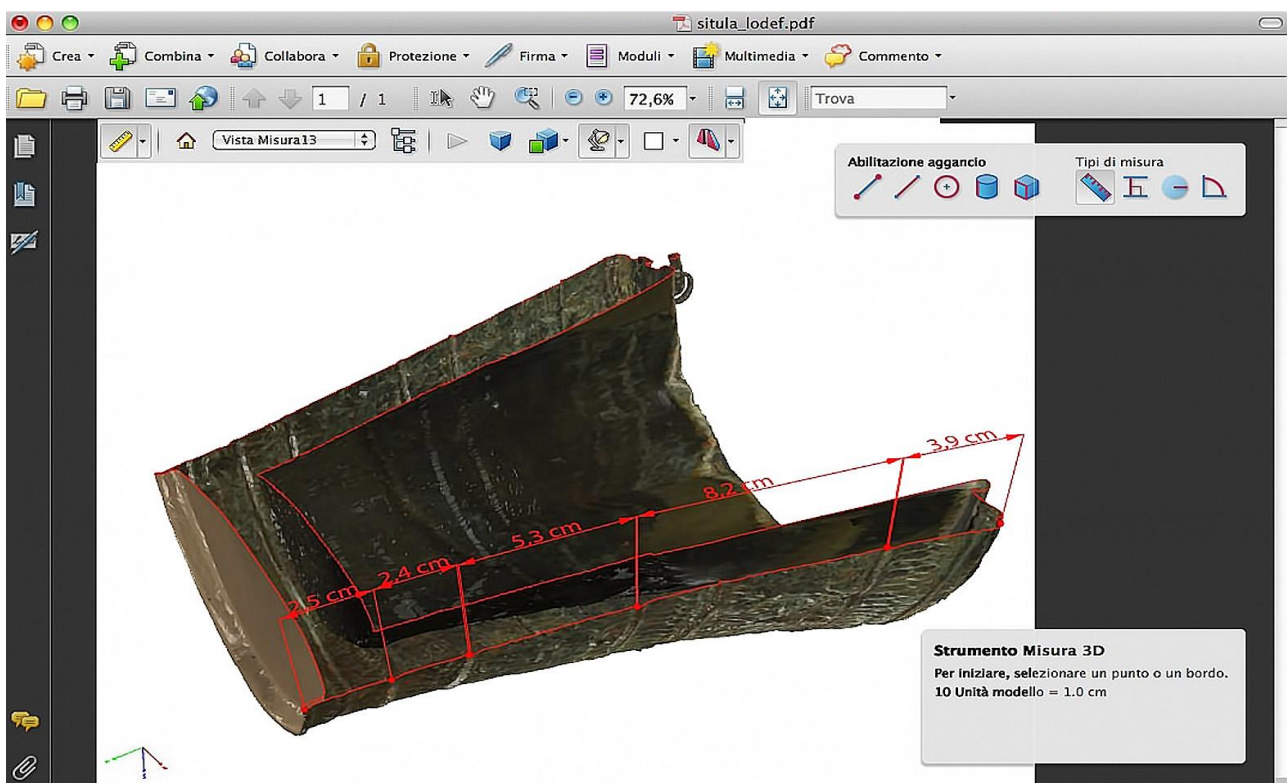 situla_lodef.pdf
Crea Combina Collabora Protezione Firma Moduli Multimedia Commento
1 / 1 72,6% Trova
Vista Misura13
Abilitazione aggancio Tipi di misura
3,9 cm
8,2 cm
5,3 cm
2,4 cm
2,5 cm
Strumento Misura 3D
Per iniziare, selezionare un punto o un bordo.
10 Unità modello = 1.0 cm